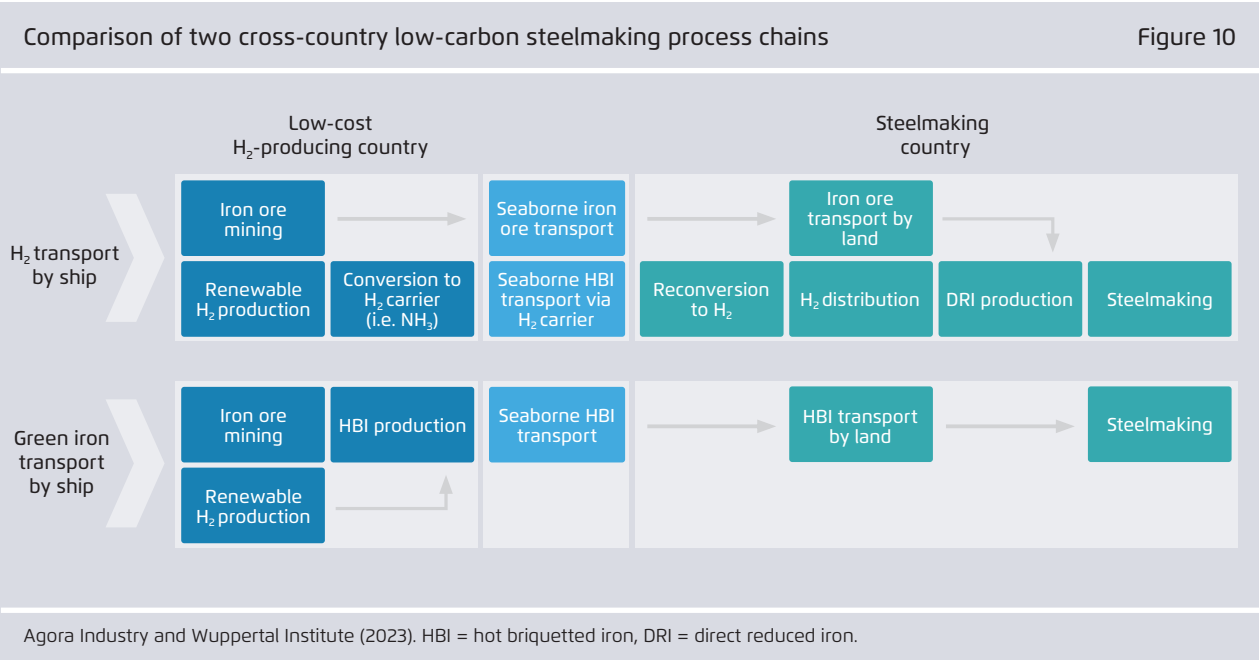 Comparison of two cross-country low-carbon steelmaking process chains
Figure 10
Low-cost
H₂-producing country
Steelmaking
country
H₂ transport
by ship
Iron ore
mining
Seaborne iron
ore transport
Iron ore
transport by
land
Renewable
H₂ production
Conversion to
H₂ carrier
(i.e. NH₃)
Seaborne HBI
transport via
H₂ carrier
Reconversion
to H₂
H₂ distribution
DRI production
Steelmaking
Green iron
transport
by ship
Iron ore
mining
HBI production
Seaborne HBI
transport
HBI transport
by land
Steelmaking
Renewable
H₂ production
Agora Industry and Wuppertal Institute (2023). HBI = hot briquetted iron, DRI = direct reduced iron.